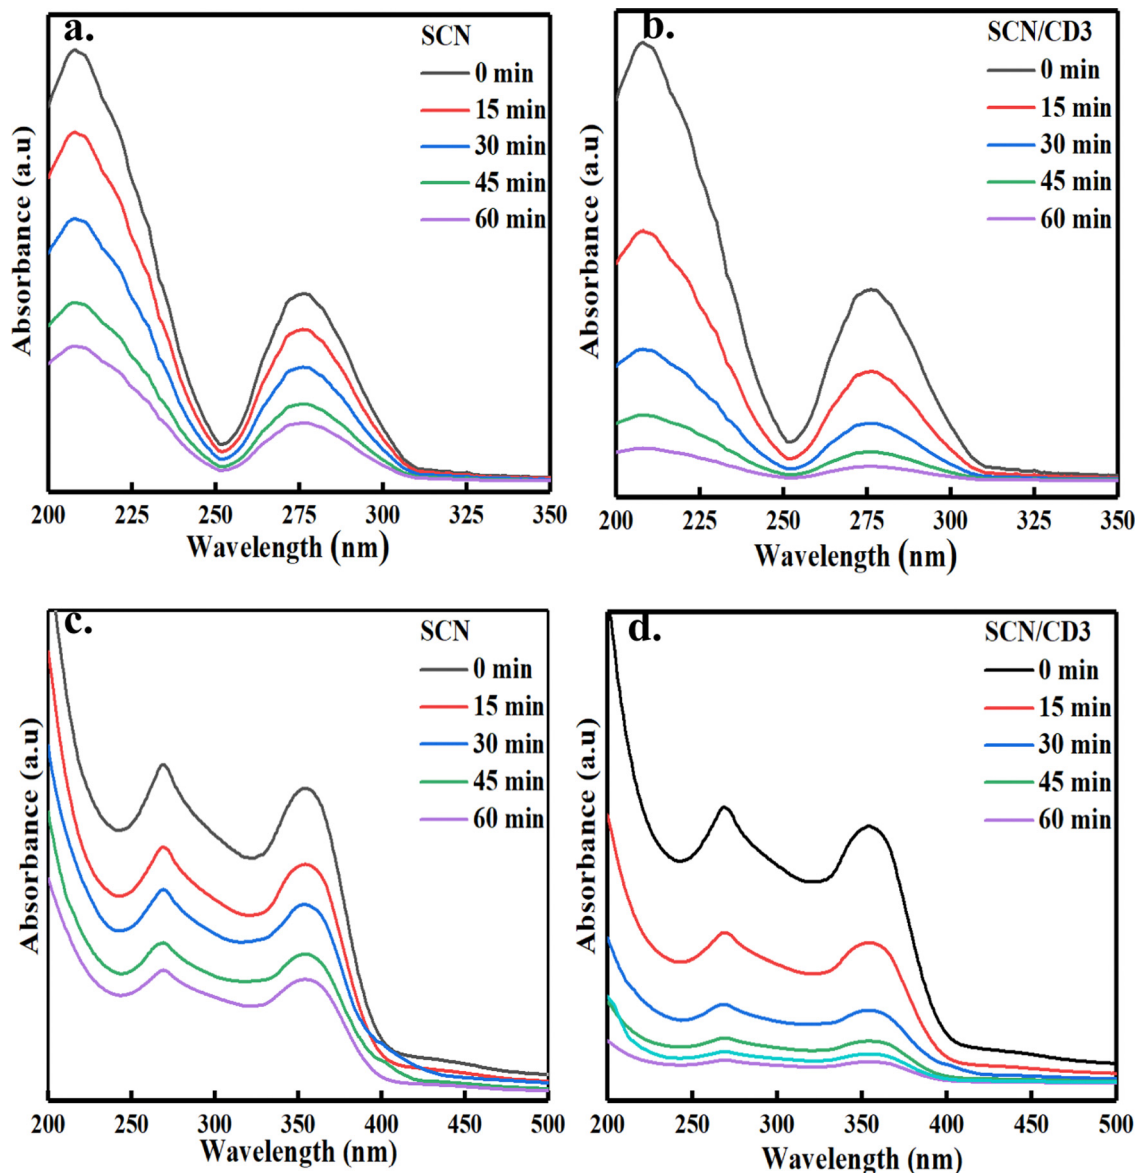 a.
SCN
0 min
15 min
30 min
45 min
60 min
Absorbance (a.u)
200 225 250 275 300 325 350
Wavelength (nm)
b.
SCN/CD3
0 min
15 min
30 min
45 min
60 min
Absorbance (a.u)
200 225 250 275 300 325 350
Wavelength (nm)
c.
SCN
0 min
15 min
30 min
45 min
60 min
Absorbance (a.u)
200 250 300 350 400 450 500
Wavelength (nm)
d.
SCN/CD3
0 min
15 min
30 min
45 min
60 min
Absorbance (a.u)
200 250 300 350 400 450 500
Wavelength (nm)